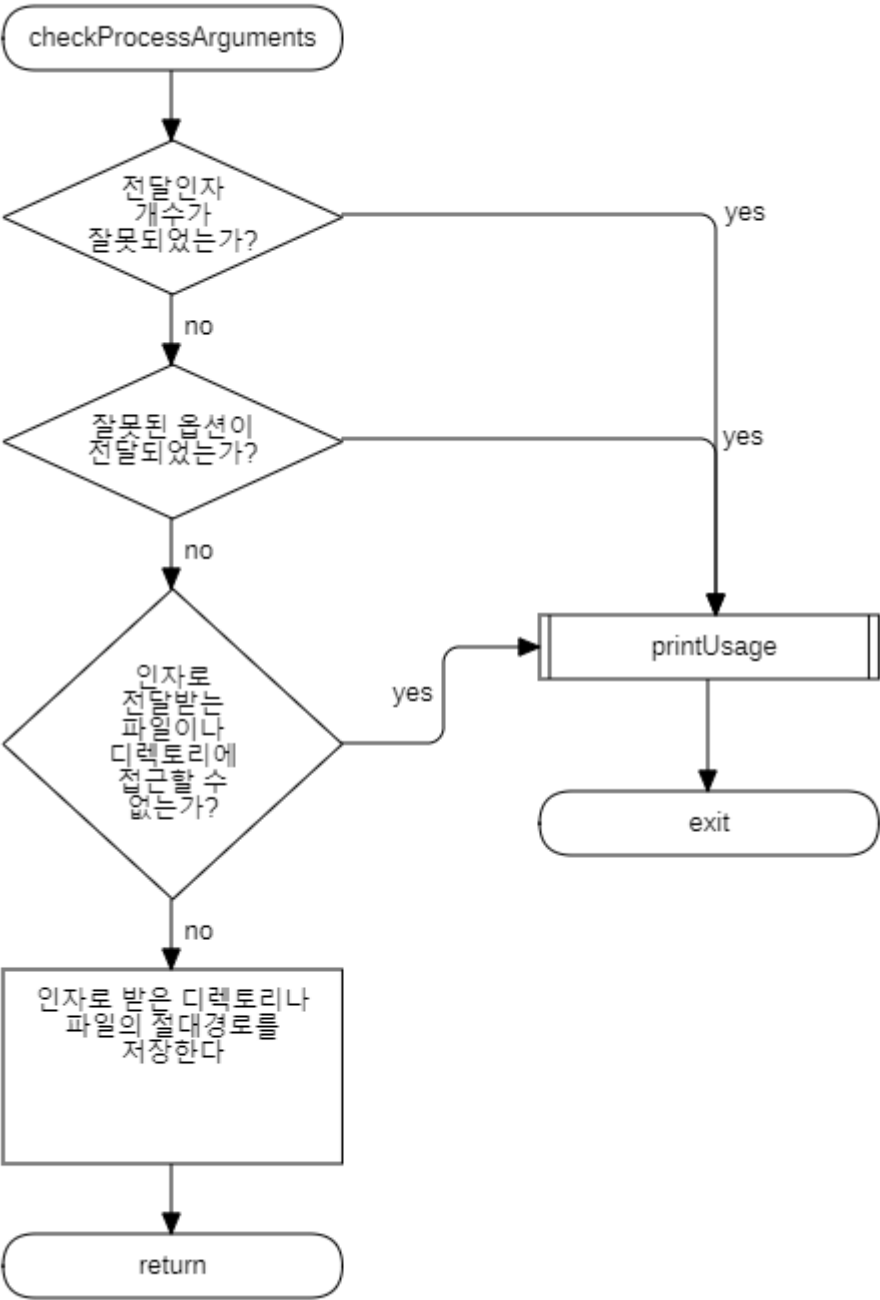 checkProcessArguments
전달인자
개수가
잘못되었는가?
yes
no
잘못된 옵션이
전달되었는가?
yes
no
인자로
전달받는
파일이나
디렉토리에
접근할 수
없는가?
yes
printUsage
exit
no
인자로 받은 디렉토리나
파일의 절대경로를
저장한다
return